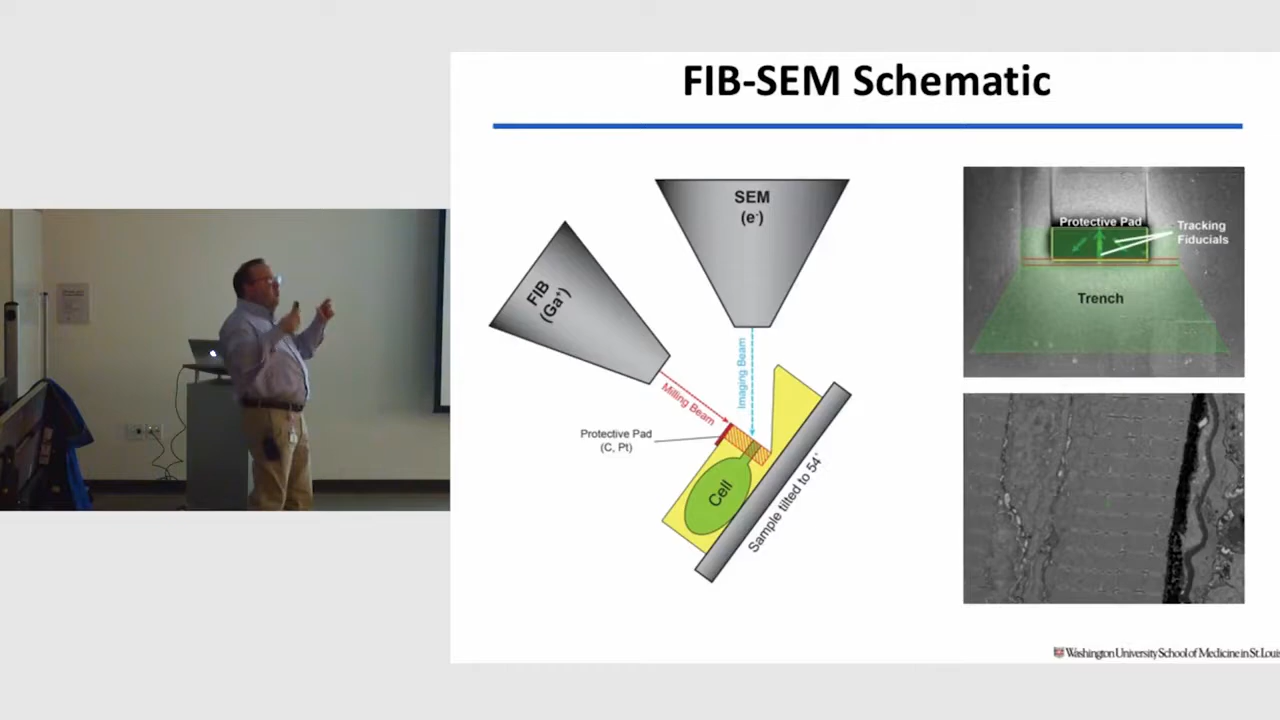 FIB-SEM Schematic
SEM
(e⁻)
FIB
(Ga⁺)
Milling Beam
Imaging Beam
Protective Pad
(C, Pt)
Cell
Sample tilted to 54°
Protective Pad
Tracking
Fiducials
Trench
Washington University School of Medicine in St. Louis